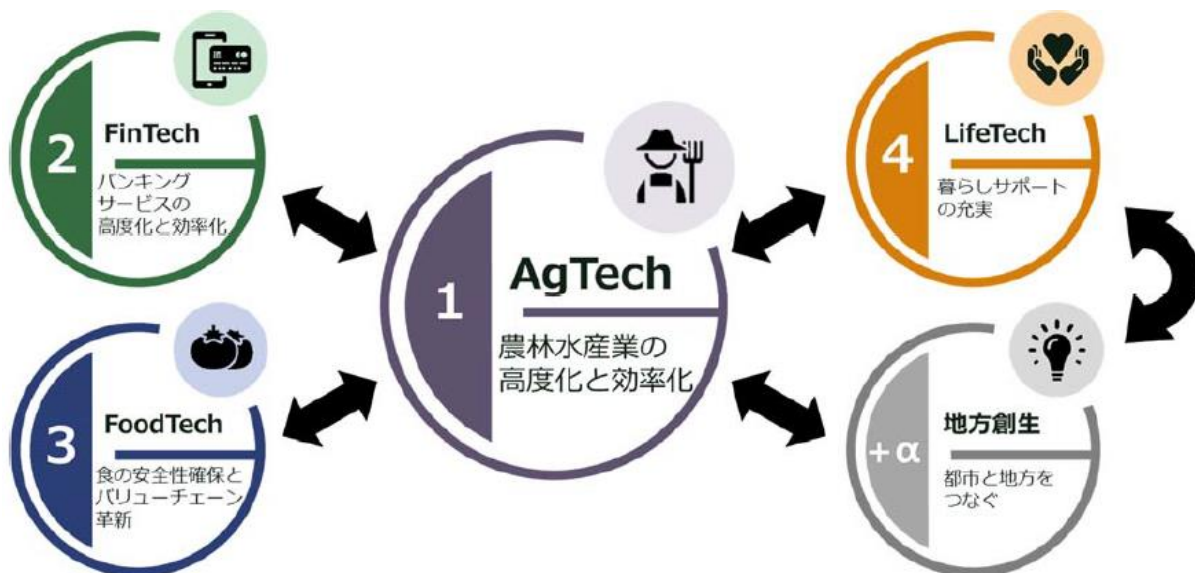 1
AgTech
農林水産業の
高度化と効率化
2
FinTech
バンキング
サービスの
高度化と効率化
3
FoodTech
食の安全性確保と
バリューチェーン
革新
4
LifeTech
暮らしサポート
の充実
+α
地方創生
都市と地方を
つなぐ